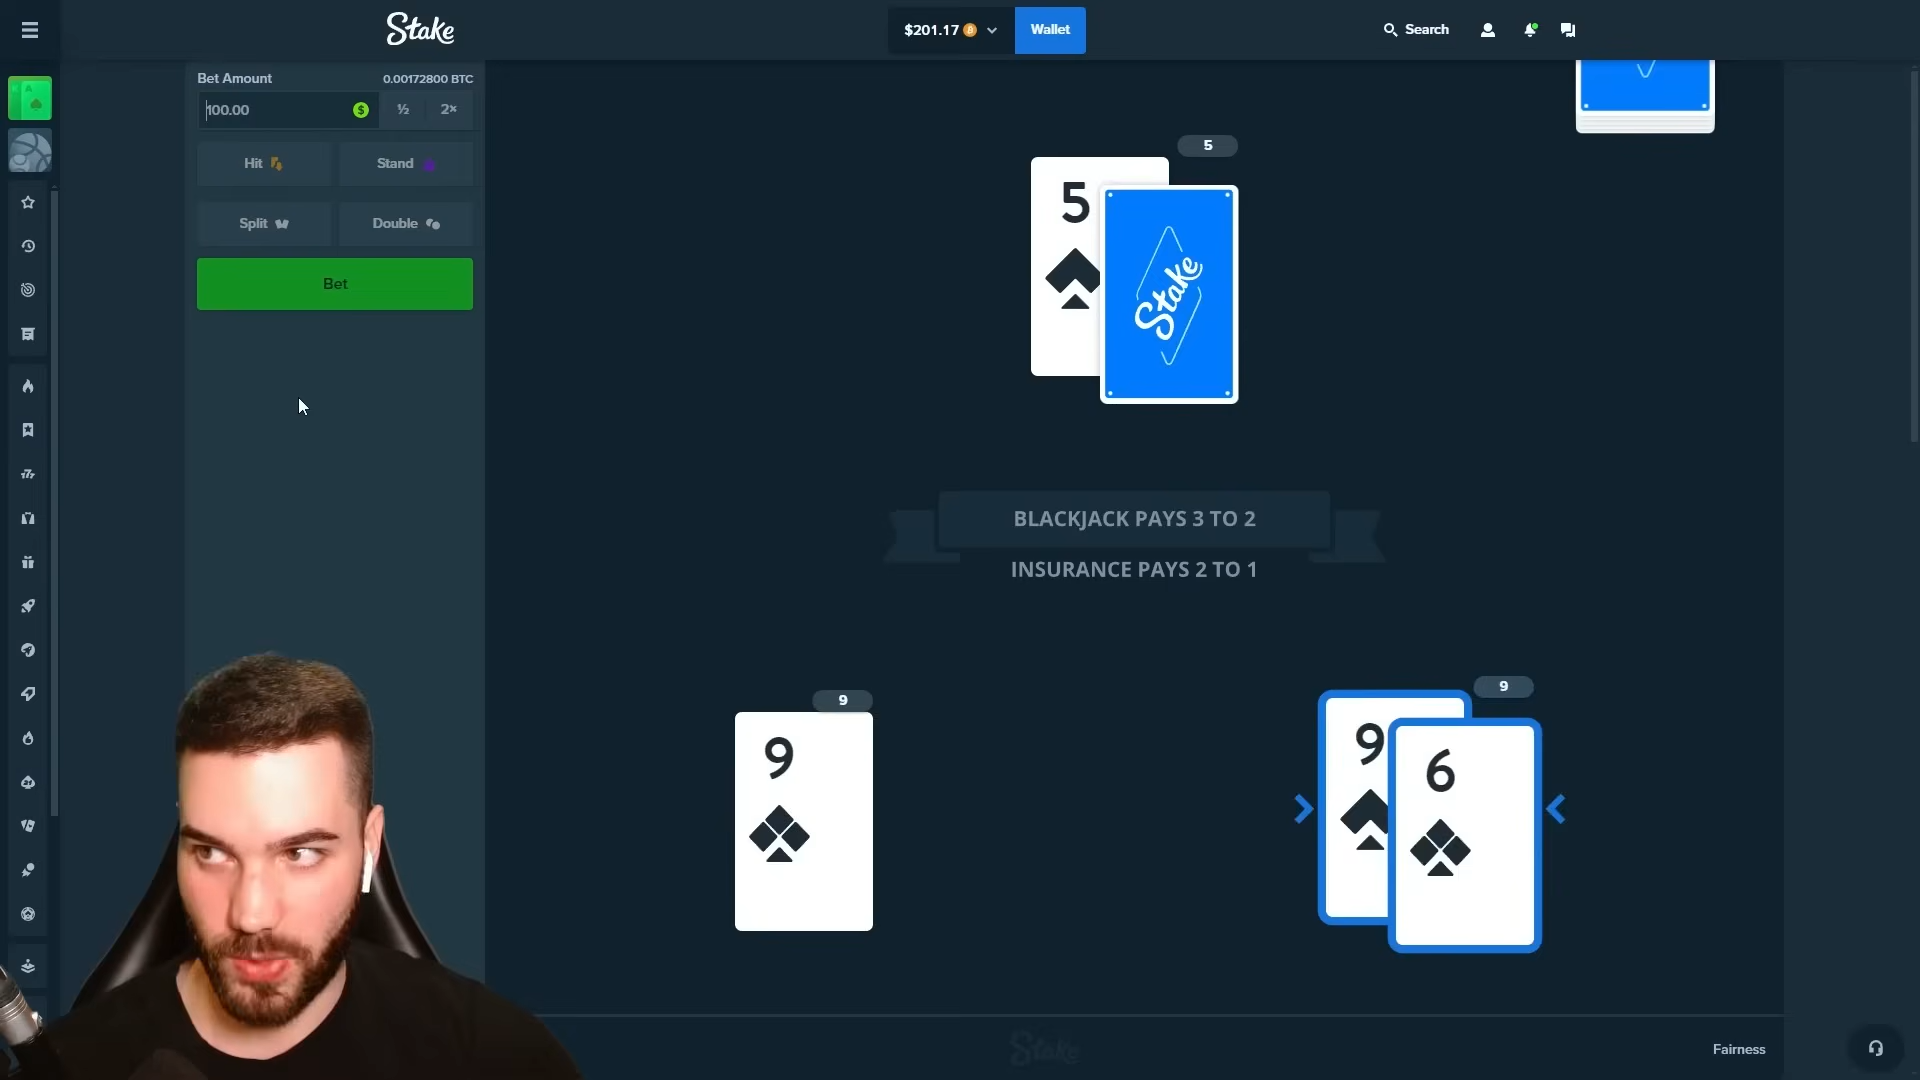 Stake
$201.17
Wallet
Search
Bet Amount
0.00172800 BTC
100.00
½
2×
Hit
Stand
Split
Double
Bet
5
5
Stake
BLACKJACK PAYS 3 TO 2
INSURANCE PAYS 2 TO 1
9
9
9
9
6
Stake
Fairness